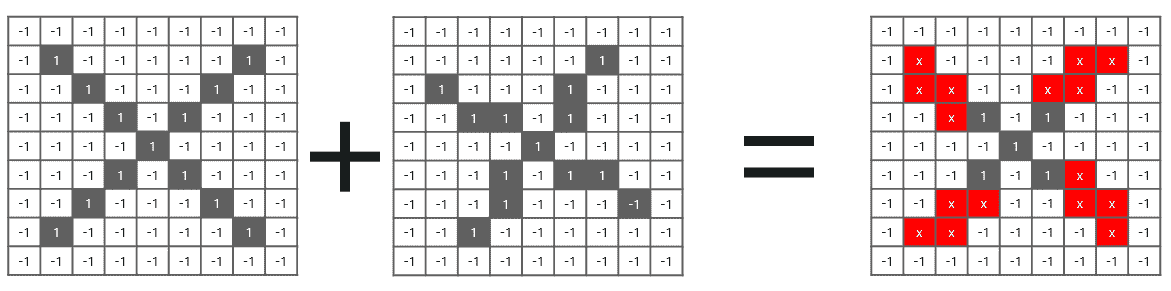 -1 -1 -1 -1 -1 -1 -1 -1 -1
-1 1 -1 -1 -1 -1 -1 1 -1
-1 -1 1 -1 -1 -1 1 -1 -1
-1 -1 -1 1 -1 1 -1 -1 -1
-1 -1 -1 -1 1 -1 -1 -1 -1
-1 -1 -1 1 -1 1 -1 -1 -1
-1 -1 1 -1 -1 -1 1 -1 -1
-1 1 -1 -1 -1 -1 -1 1 -1
-1 -1 -1 -1 -1 -1 -1 -1 -1
+
-1 -1 -1 -1 -1 -1 -1 -1 -1
-1 -1 -1 -1 -1 -1 1 -1 -1
-1 1 -1 -1 -1 1 -1 -1 -1
-1 -1 1 1 -1 1 -1 -1 -1
-1 -1 -1 -1 1 -1 -1 -1 -1
-1 -1 -1 1 -1 1 1 -1 -1
-1 -1 -1 1 -1 -1 -1 -1 -1
-1 -1 1 -1 -1 -1 -1 -1 -1
-1 -1 -1 -1 -1 -1 -1 -1 -1
=
-1 -1 -1 -1 -1 -1 -1 -1 -1
-1 x -1 -1 -1 -1 x x -1
-1 x x -1 -1 x x -1 -1
-1 -1 x 1 -1 1 -1 -1 -1
-1 -1 -1 -1 1 -1 -1 -1 -1
-1 -1 -1 1 -1 1 x -1 -1
-1 -1 x x -1 -1 x x -1
-1 x x -1 -1 -1 -1 x -1
-1 -1 -1 -1 -1 -1 -1 -1 -1